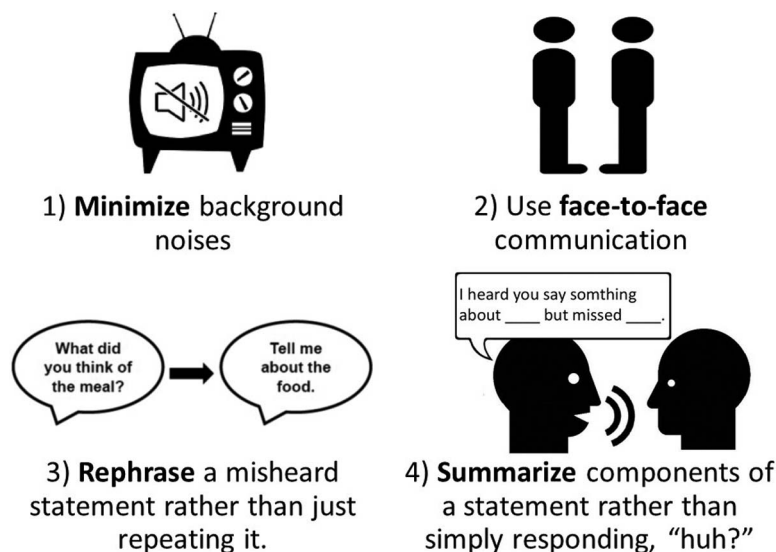 1) Minimize background
noises
2) Use face-to-face
communication
What did
you think of
the meal?
Tell me
about the
food.
3) Rephrase a misheard
statement rather than just
repeating it.
I heard you say somthing
about ____ but missed ____.
4) Summarize components of
a statement rather than
simply responding, “huh?”